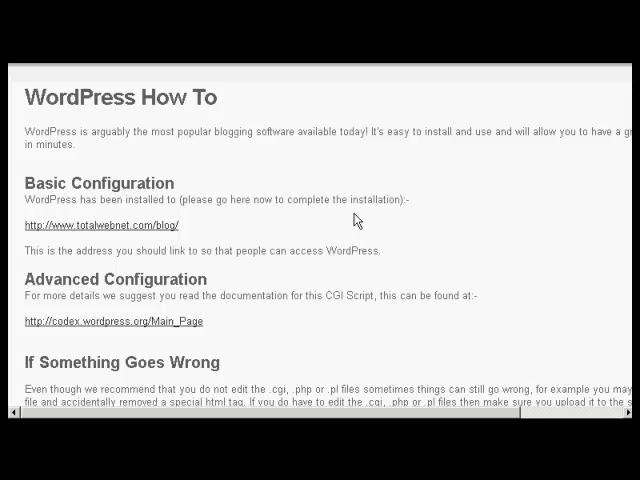 WordPress How To
WordPress is arguably the most popular blogging software available today! It's easy to install and use and will allow you to have a
in minutes.
Basic Configuration
WordPress has been installed to (please go here now to complete the installation):-
http://www.totalwebnet.com/blog/
This is the address you should link to so that people can access WordPress.
Advanced Configuration
For more details we suggest you read the documentation for this CGI Script, this can be found at:-
http://codex.wordpress.org/Main_Page
If Something Goes Wrong
Even though we recommend that you do not edit the .cgi, .php or .pl files sometimes things can still go wrong, for example you may
file and accidentally removed a special html tag. If you do have to edit the .cgi, .php or .pl files then make sure you upload it to the